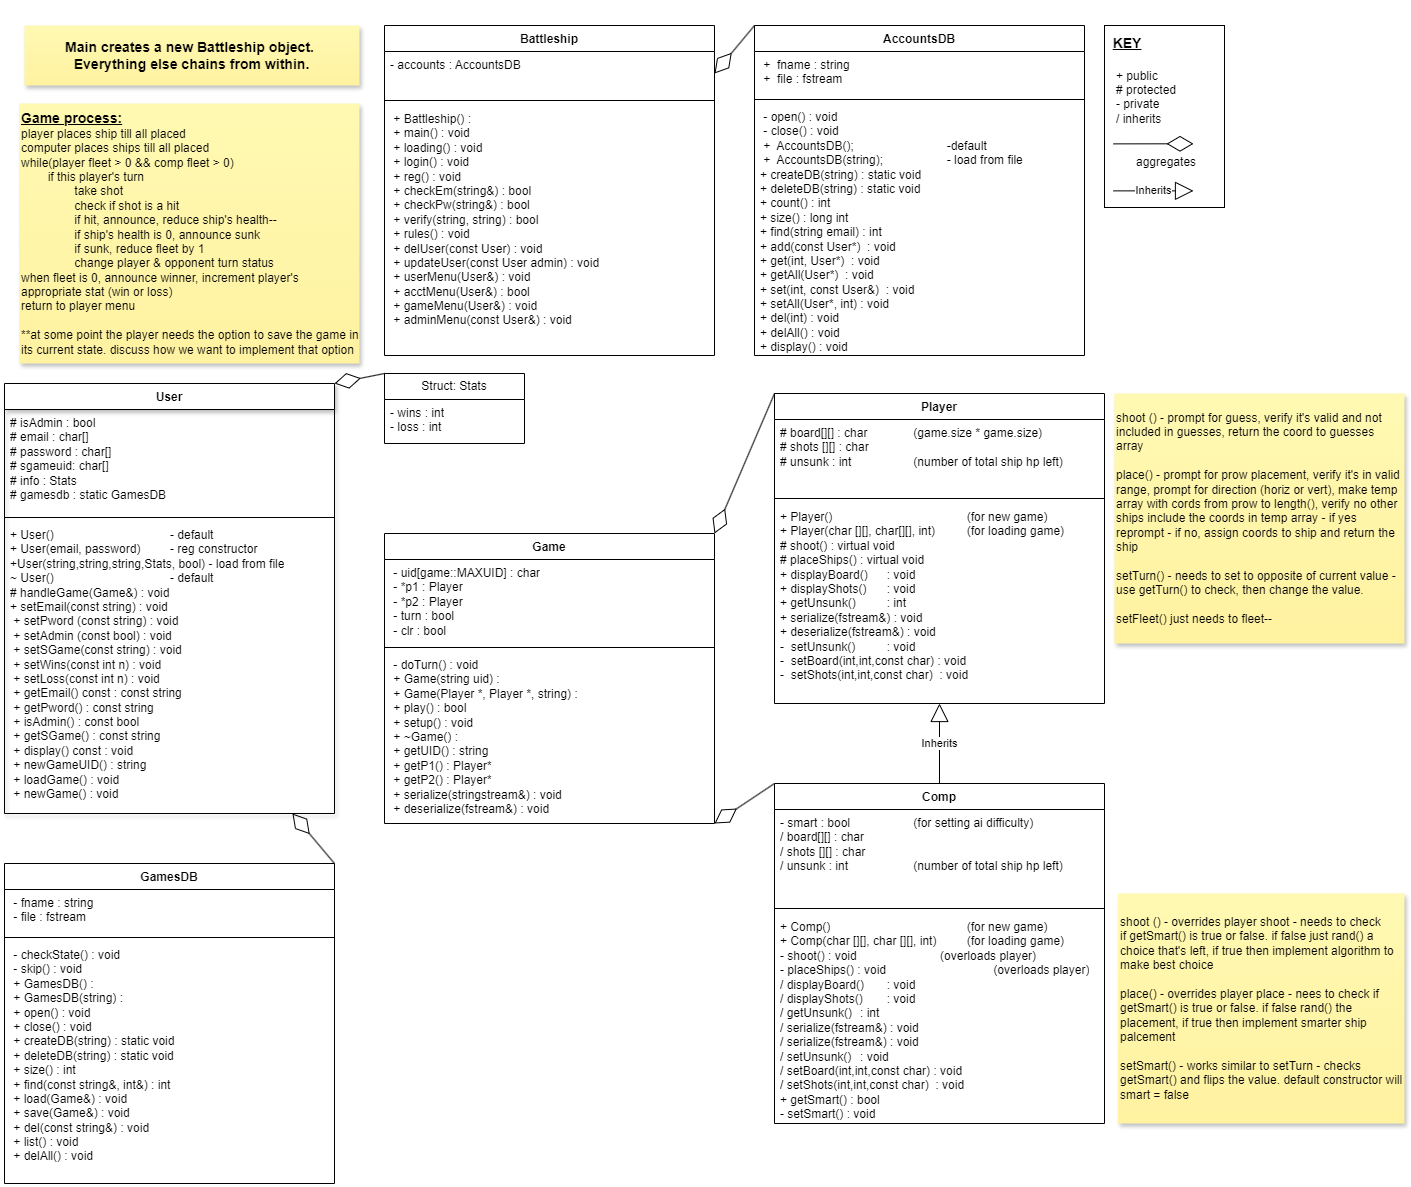 Main creates a new Battleship object.
Everything else chains from within.
Game process:
player places ship till all placed
computer places ships till all placed
while(player fleet > 0 && comp fleet > 0)
if this player's turn
take shot
check if shot is a hit
if hit, announce, reduce ship's health--
if ship's health is 0, announce sunk
if sunk, reduce fleet by 1
change player & opponent turn status
when fleet is 0, announce winner, increment player's
appropriate stat (win or loss)
return to player menu
**at some point the player needs the option to save the game in
its current state. discuss how we want to implement that option
Battleship
- accounts : AccountsDB
+ Battleship() :
+ main() : void
+ loading() : void
+ login() : void
+ reg() : void
+ checkEm(string&) : bool
+ checkPw(string&) : bool
+ verify(string, string) : bool
+ rules() : void
+ delUser(const User) : void
+ updateUser(const User admin) : void
+ userMenu(User&) : void
+ acctMenu(User&) : bool
+ gameMenu(User&) : void
+ adminMenu(const User&) : void
AccountsDB
+ fname : string
+ file : fstream
- open() : void
- close() : void
+ AccountsDB(); -default
+ AccountsDB(string); - load from file
+ createDB(string) : static void
+ deleteDB(string) : static void
+ count() : int
+ size() : long int
+ find(string email) : int
+ add(const User*) : void
+ get(int, User*) : void
+ getAll(User*) : void
+ set(int, const User&) : void
+ setAll(User*, int) : void
+ del(int) : void
+ delAll() : void
+ display() : void
KEY
+ public
# protected
- private
/ inherits
aggregates
Inherits
User
# isAdmin : bool
# email : char[]
# password : char[]
# sgameuid: char[]
# info : Stats
# gamesdb : static GamesDB
+ User() - default
+ User(email, password) - reg constructor
+User(string,string,string,Stats, bool) - load from file
~ User() - default
# handleGame(Game&) : void
+ setEmail(const string) : void
+ setPword (const string) : void
+ setAdmin (const bool) : void
+ setSGame(const string) : void
+ setWins(const int n) : void
+ setLoss(const int n) : void
+ getEmail() const : const string
+ getPword() : const string
+ isAdmin() : const bool
+ getSGame() : const string
+ display() const : void
+ newGameUID() : string
+ loadGame() : void
+ newGame() : void
Struct: Stats
- wins : int
- loss : int
Game
- uid[game::MAXUID] : char
- *p1 : Player
- *p2 : Player
- turn : bool
- clr : bool
- doTurn() : void
+ Game(string uid) :
+ Game(Player *, Player *, string) :
+ play() : bool
+ setup() : void
+ ~Game() :
+ getUID() : string
+ getP1() : Player*
+ getP2() : Player*
+ serialize(stringstream&) : void
+ deserialize(fstream&) : void
Player
# board[][] : char (game.size * game.size)
# shots [][] : char
# unsunk : int (number of total ship hp left)
+ Player() (for new game)
+ Player(char [][], char[][], int) (for loading game)
# shoot() : virtual void
# placeShips() : virtual void
+ displayBoard() : void
+ displayShots() : void
+ getUnsunk() : int
+ serialize(fstream&) : void
+ deserialize(fstream&) : void
- setUnsunk() : void
- setBoard(int,int,const char) : void
- setShots(int,int,const char) : void
shoot () - prompt for guess, verify it's valid and not
included in guesses, return the coord to guesses
array
place() - prompt for prow placement, verify it's in valid
range, prompt for direction (horiz or vert), make temp
array with cords from prow to length(), verify no other
ships include the coords in temp array - if yes
reprompt - if no, assign coords to ship and return the
ship
setTurn() - needs to set to opposite of current value -
use getTurn() to check, then change the value.
setFleet() just needs to fleet--
Inherits
Comp
- smart : bool (for setting ai difficulty)
/ board[][] : char
/ shots [][] : char
/ unsunk : int (number of total ship hp left)
+ Comp() (for new game)
+ Comp(char [][], char [][], int) (for loading game)
- shoot() : void (overloads player)
- placeShips() : void (overloads player)
/ displayBoard() : void
/ displayShots() : void
/ getUnsunk() : int
/ serialize(fstream&) : void
/ serialize(fstream&) : void
/ setUnsunk() : void
/ setBoard(int,int,const char) : void
/ setShots(int,int,const char) : void
+ getSmart() : bool
- setSmart() : void
shoot () - overrides player shoot - needs to check
if getSmart() is true or false. if false just rand() a
choice that's left, if true then implement algorithm to
make best choice
place() - overrides player place - nees to check if
getSmart() is true or false. if false rand() the
placement, if true then implement smarter ship
palcement
setSmart() - works similar to setTurn - checks
getSmart() and flips the value. default constructor will
smart = false
GamesDB
- fname : string
- file : fstream
- checkState() : void
- skip() : void
+ GamesDB() :
+ GamesDB(string) :
+ open() : void
+ close() : void
+ createDB(string) : static void
+ deleteDB(string) : static void
+ size() : int
+ find(const string&, int&) : int
+ load(Game&) : void
+ save(Game&) : void
+ del(const string&) : void
+ list() : void
+ delAll() : void